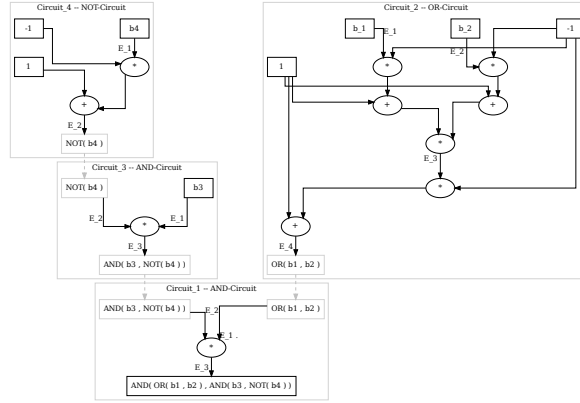 Circuit_4 -- NOT-Circuit
-1
b4
E_1
1
*
+
E_2
NOT( b4 )
Circuit_2 -- OR-Circuit
b_1
E_1
b_2
E_2
-1
1
*
*
+
+
*
E_3
*
+
E_4
OR( b1 , b2 )
Circuit_3 -- AND-Circuit
NOT( b4 )
b3
E_2
E_1
*
E_3
AND( b3 , NOT( b4 ) )
Circuit_1 -- AND-Circuit
AND( b3 , NOT( b4 ) )
E_2
OR( b1 , b2 )
E_1 .
*
E_3
AND( OR( b1 , b2 ) , AND( b3 , NOT( b4 ) ) )